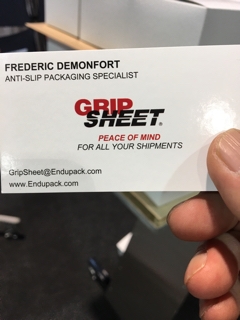 FREDERIC DEMONFORT
ANTI-SLIP PACKAGING SPECIALIST
GRIP
SHEET®
PEACE OF MIND
FOR ALL YOUR SHIPMENTS
GripSheet@Endupack.com
www.Endupack.com